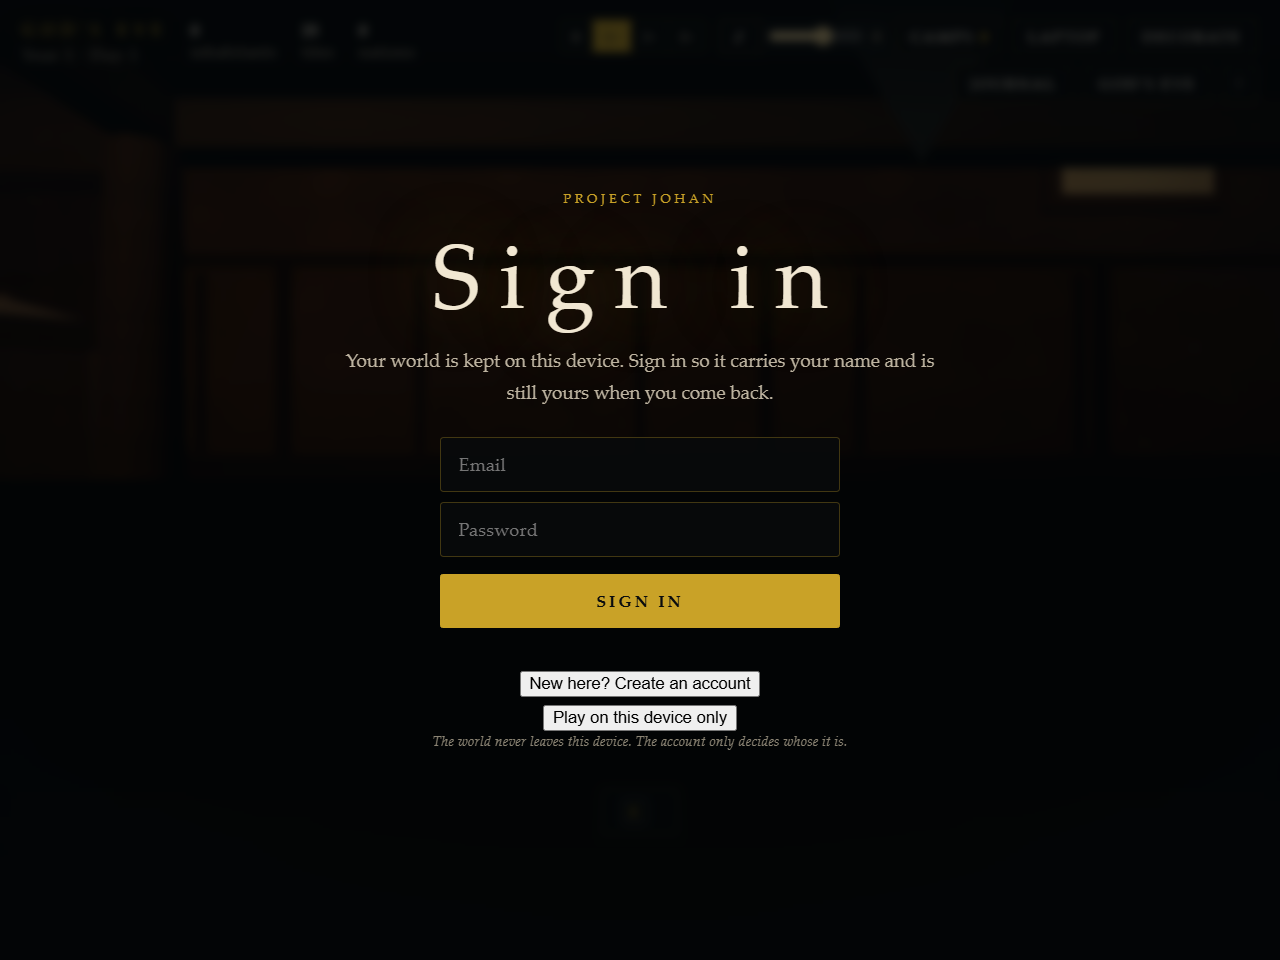 PROJECT JOHAN
Sign in
Your world is kept on this device. Sign in so it carries your name and is
still yours when you come back.
Email
Password
SIGN IN
New here? Create an account
Play on this device only
The world never leaves this device. The account only decides whose it is.